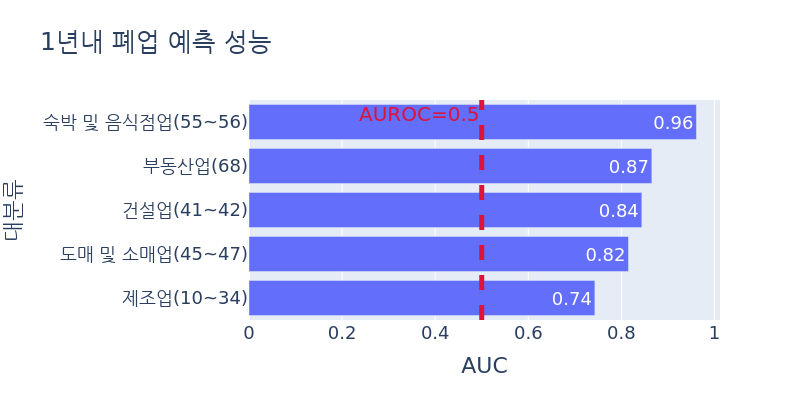 1년내 폐업 예측 성능
AUROC=0.5
숙박 및 음식점업(55~56)
0.96
부동산업(68)
0.87
건설업(41~42)
0.84
도매 및 소매업(45~47)
0.82
제조업(10~34)
0.74
대분류
0
0.2
0.4
0.6
0.8
1
AUC